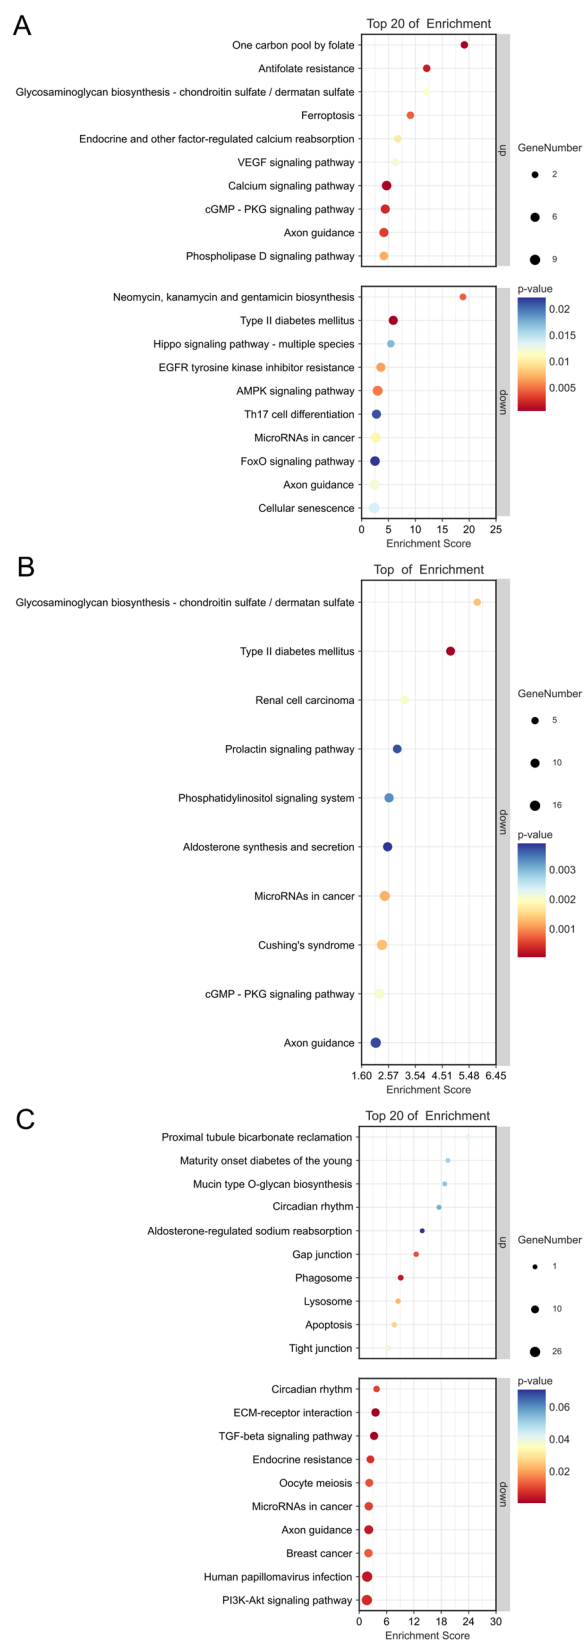 A
Top 20 of Enrichment
One carbon pool by folate
Antifolate resistance
Glycosaminoglycan biosynthesis - chondroitin sulfate / dermatan sulfate
Ferroptosis
Endocrine and other factor-regulated calcium reabsorption
VEGF signaling pathway
Calcium signaling pathway
cGMP - PKG signaling pathway
Axon guidance
Phospholipase D signaling pathway
up
Neomycin, kanamycin and gentamicin biosynthesis
Type II diabetes mellitus
Hippo signaling pathway - multiple species
EGFR tyrosine kinase inhibitor resistance
AMPK signaling pathway
Th17 cell differentiation
MicroRNAs in cancer
FoxO signaling pathway
Axon guidance
Cellular senescence
down
0 5 10 15 20 25
Enrichment Score
GeneNumber
2
6
9
p-value
0.02
0.015
0.01
0.005
B
Top of Enrichment
Glycosaminoglycan biosynthesis - chondroitin sulfate / dermatan sulfate
Type II diabetes mellitus
Renal cell carcinoma
Prolactin signaling pathway
Phosphatidylinositol signaling system
Aldosterone synthesis and secretion
MicroRNAs in cancer
Cushing's syndrome
cGMP - PKG signaling pathway
Axon guidance
down
1.60 2.57 3.54 4.51 5.48 6.45
Enrichment Score
GeneNumber
5
10
16
p-value
0.003
0.002
0.001
C
Top 20 of Enrichment
Proximal tubule bicarbonate reclamation
Maturity onset diabetes of the young
Mucin type O-glycan biosynthesis
Circadian rhythm
Aldosterone-regulated sodium reabsorption
Gap junction
Phagosome
Lysosome
Apoptosis
Tight junction
up
Circadian rhythm
ECM-receptor interaction
TGF-beta signaling pathway
Endocrine resistance
Oocyte meiosis
MicroRNAs in cancer
Axon guidance
Breast cancer
Human papillomavirus infection
PI3K-Akt signaling pathway
down
0 6 12 18 24 30
Enrichment Score
GeneNumber
1
10
26
p-value
0.06
0.04
0.02